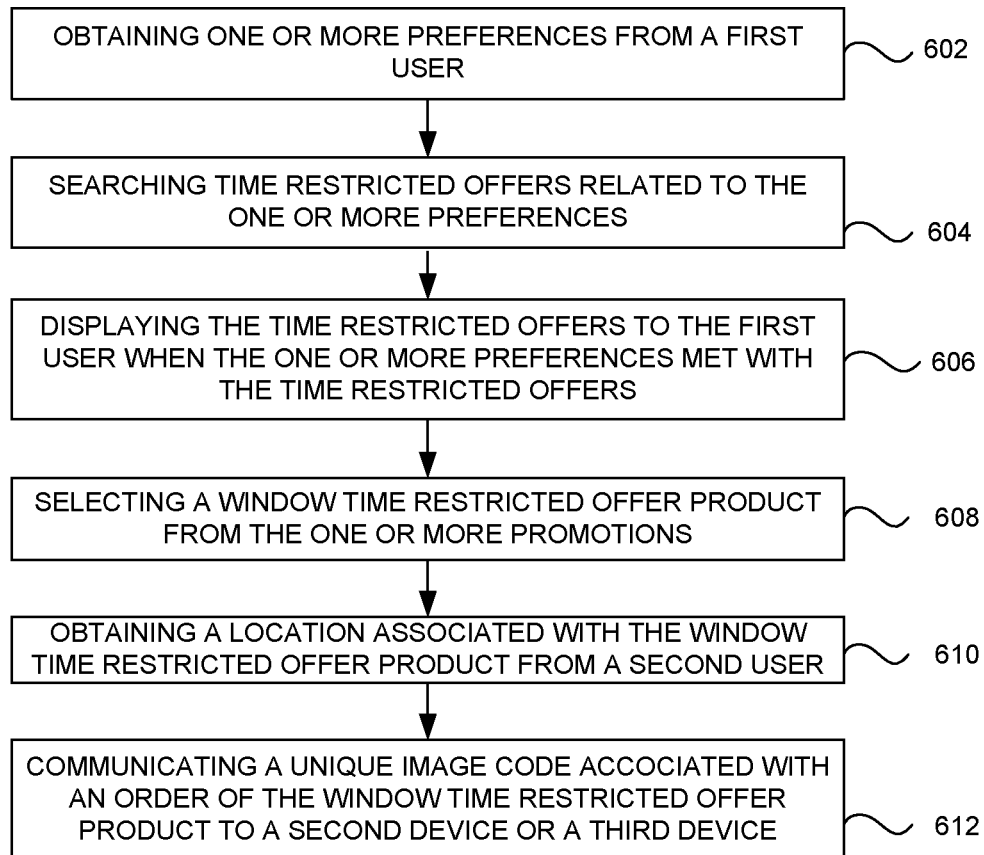 OBTAINING ONE OR MORE PREFERENCES FROM A FIRST
USER
602
SEARCHING TIME RESTRICTED OFFERS RELATED TO THE
ONE OR MORE PREFERENCES
604
DISPLAYING THE TIME RESTRICTED OFFERS TO THE FIRST
USER WHEN THE ONE OR MORE PREFERENCES MET WITH
THE TIME RESTRICTED OFFERS
606
SELECTING A WINDOW TIME RESTRICTED OFFER PRODUCT
FROM THE ONE OR MORE PROMOTIONS
608
OBTAINING A LOCATION ASSOCIATED WITH THE WINDOW
TIME RESTRICTED OFFER PRODUCT FROM A SECOND USER
610
COMMUNICATING A UNIQUE IMAGE CODE ACCOCIATED WITH
AN ORDER OF THE WINDOW TIME RESTRICTED OFFER
PRODUCT TO A SECOND DEVICE OR A THIRD DEVICE
612